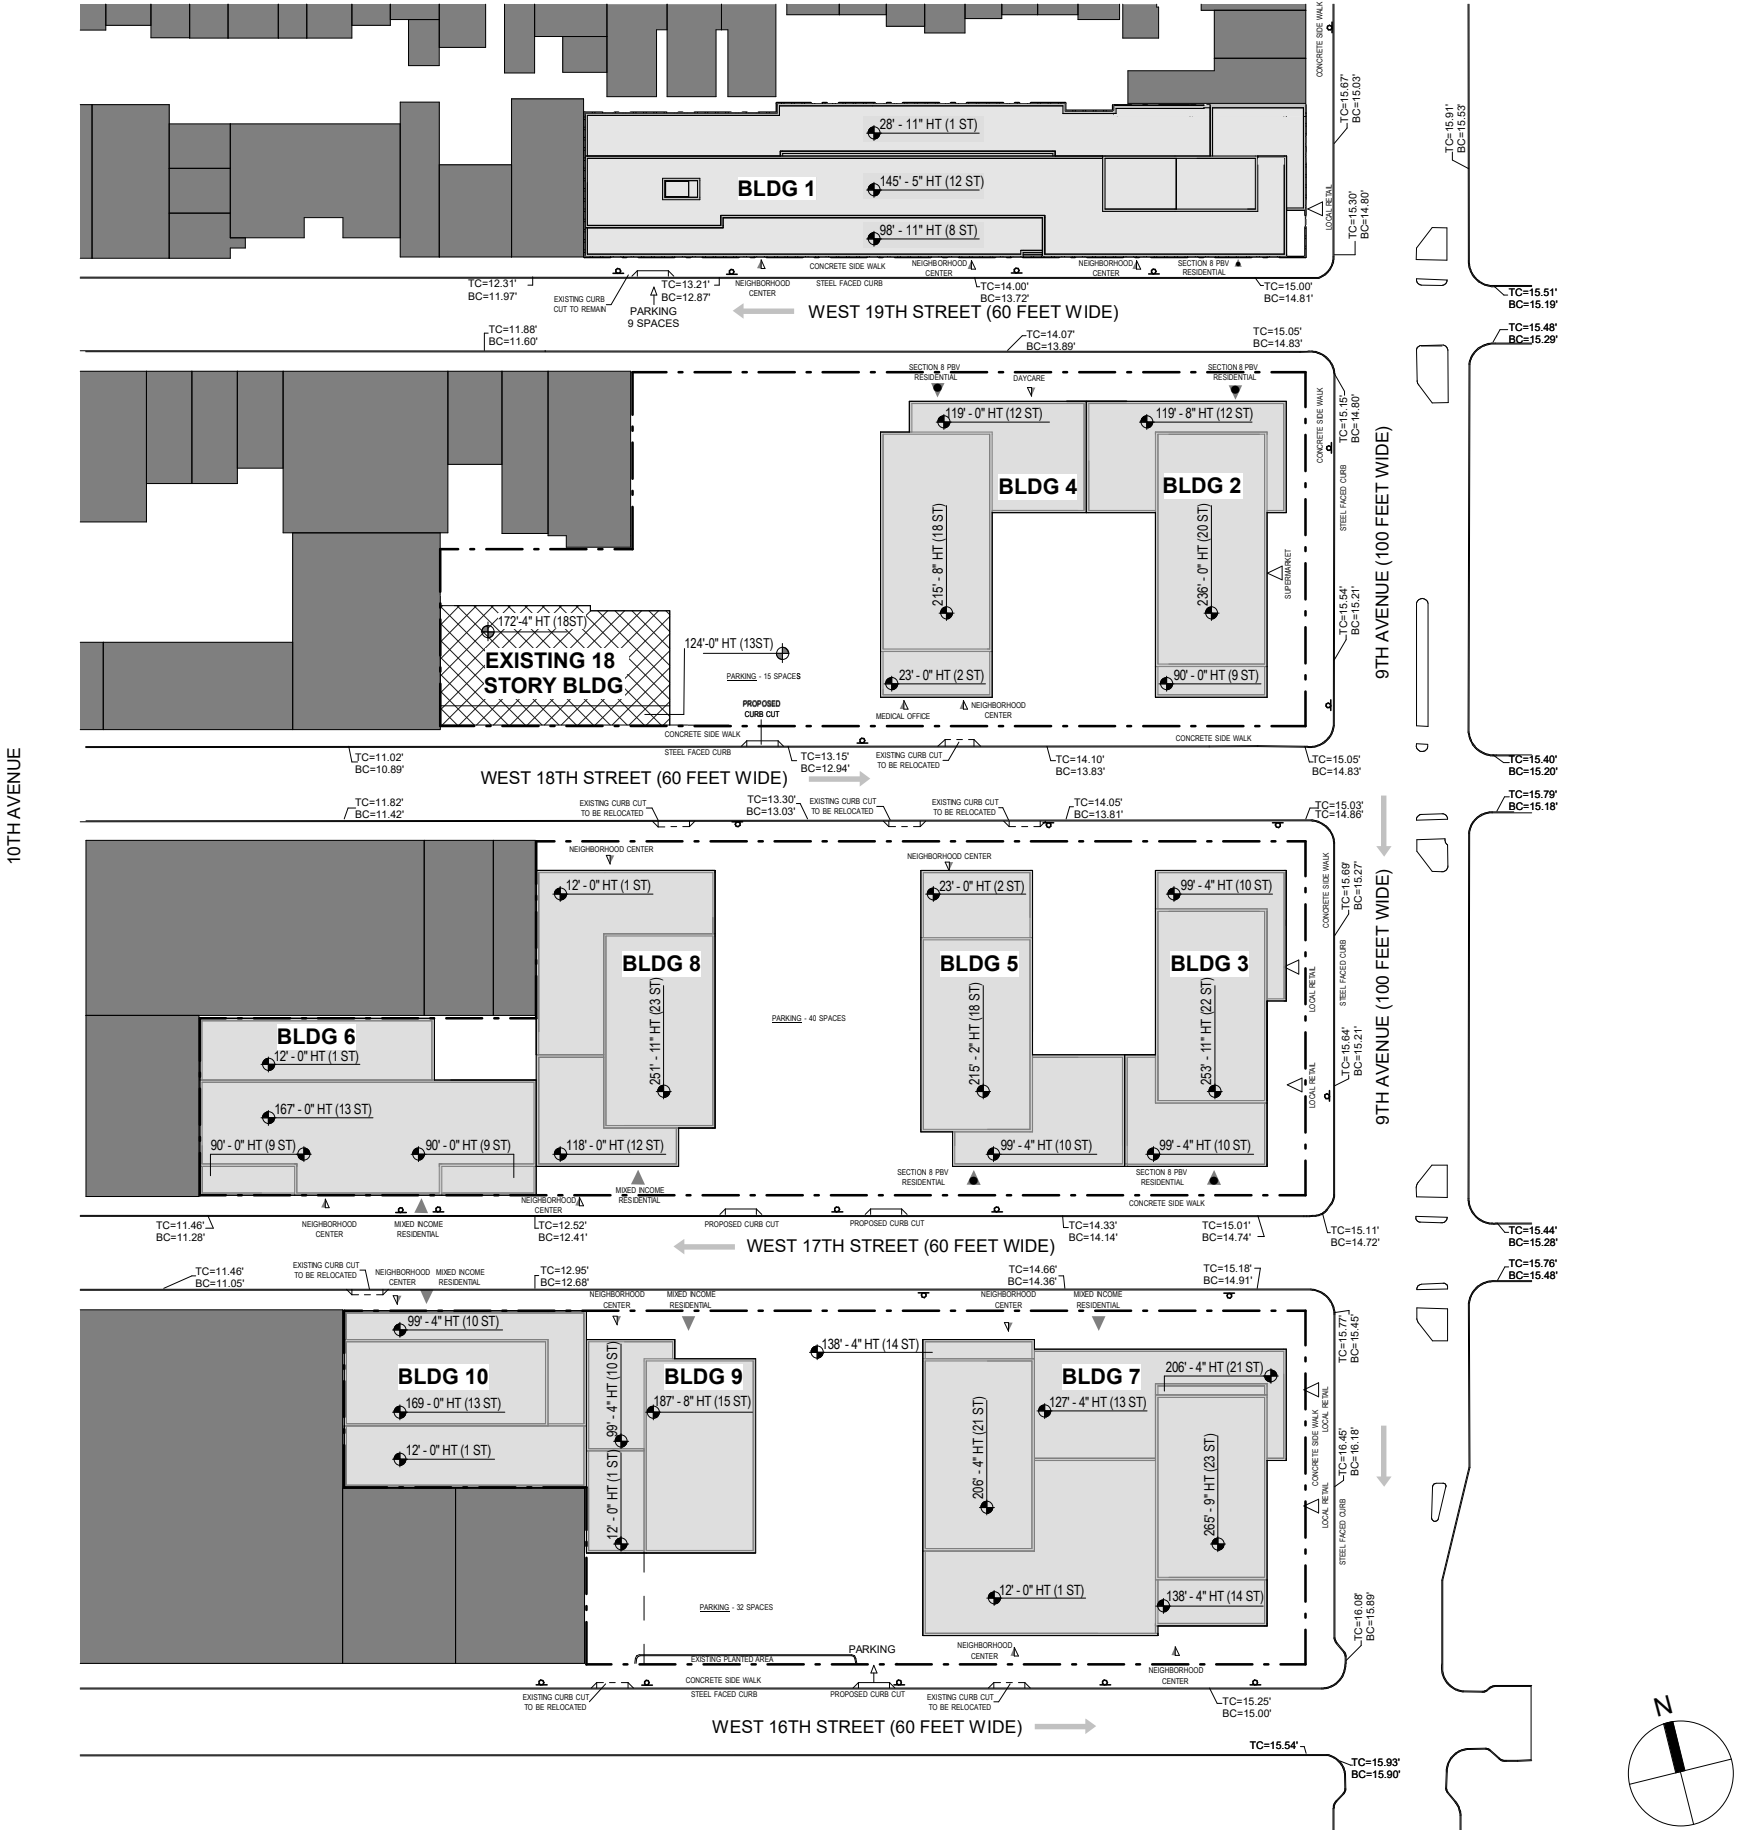 CONCRETE SIDE WALK
TC=15.67'
BC=15.03'
TC=15.91'
BC=15.53'
28' - 11" HT (1 ST)
BLDG 1
145' - 5" HT (12 ST)
98' - 11" HT (8 ST)
LOCAL RETAIL
TC=15.30'
BC=14.80'
CONCRETE SIDE WALK
STEEL FACED CURB
NEIGHBORHOOD
CENTER
NEIGHBORHOOD
CENTER
NEIGHBORHOOD
CENTER
SECTION 8 PBV
RESIDENTIAL
TC=12.31'
BC=11.97'
EXISTING CURB
CUT TO REMAIN
TC=13.21'
BC=12.87'
PARKING
9 SPACES
TC=14.00'
BC=13.72'
TC=15.00'
BC=14.81'
TC=15.51'
BC=15.19'
WEST 19TH STREET (60 FEET WIDE)
TC=11.88'
BC=11.60'
TC=14.07'
BC=13.89'
TC=15.05'
BC=14.83'
TC=15.48'
BC=15.29'
SECTION 8 PBV
RESIDENTIAL
DAYCARE
SECTION 8 PBV
RESIDENTIAL
119' - 0" HT (12 ST)
119' - 8" HT (12 ST)
BLDG 4
BLDG 2
215' - 8" HT (18 ST)
236' - 0" HT (20 ST)
23' - 0" HT (2 ST)
90' - 0" HT (9 ST)
CONCRETE SIDE WALK
TC=15.15'
BC=14.80'
STEEL FACED CURB
SUPERMARKET
TC=15.54'
BC=15.21'
9TH AVENUE (100 FEET WIDE)
172'-4" HT (18ST)
EXISTING 18
STORY BLDG
124'-0" HT (13ST)
PARKING - 15 SPACES
PROPOSED
CURB CUT
MEDICAL OFFICE
NEIGHBORHOOD
CENTER
CONCRETE SIDE WALK
STEEL FACED CURB
EXISTING CURB CUT
TO BE RELOCATED
CONCRETE SIDE WALK
TC=11.02'
BC=10.89'
TC=13.15'
BC=12.94'
TC=14.10'
BC=13.83'
TC=15.05'
BC=14.83'
TC=15.40'
BC=15.20'
10TH AVENUE
WEST 18TH STREET (60 FEET WIDE)
TC=11.82'
BC=11.42'
EXISTING CURB CUT
TO BE RELOCATED
TC=13.30'
BC=13.03'
EXISTING CURB CUT
TO BE RELOCATED
EXISTING CURB CUT
TO BE RELOCATED
TC=14.05'
BC=13.81'
TC=15.03'
TC=14.86'
TC=15.79'
BC=15.18'
NEIGHBORHOOD CENTER
NEIGHBORHOOD CENTER
12' - 0" HT (1 ST)
23' - 0" HT (2 ST)
99' - 4" HT (10 ST)
BLDG 8
BLDG 5
BLDG 3
251' - 11" HT (23 ST)
215' - 2" HT (18 ST)
253' - 11" HT (22 ST)
PARKING - 40 SPACES
CONCRETE SIDE WALK
TC=15.69'
BC=15.27'
STEEL FACED CURB
LOCAL RETAIL
TC=15.64'
BC=15.21'
LOCAL RETAIL
9TH AVENUE (100 FEET WIDE)
BLDG 6
12' - 0" HT (1 ST)
167' - 0" HT (13 ST)
90' - 0" HT (9 ST)
90' - 0" HT (9 ST)
118' - 0" HT (12 ST)
99' - 4" HT (10 ST)
99' - 4" HT (10 ST)
SECTION 8 PBV
RESIDENTIAL
SECTION 8 PBV
RESIDENTIAL
MIXED INCOME
RESIDENTIAL
NEIGHBORHOOD
CENTER
CONCRETE SIDE WALK
TC=11.46'
BC=11.28'
NEIGHBORHOOD
CENTER
MIXED INCOME
RESIDENTIAL
TC=12.52'
BC=12.41'
PROPOSED CURB CUT
PROPOSED CURB CUT
TC=14.33'
BC=14.14'
TC=15.01'
BC=14.74'
TC=15.11'
BC=14.72'
TC=15.44'
BC=15.28'
WEST 17TH STREET (60 FEET WIDE)
TC=11.46'
BC=11.05'
EXISTING CURB CUT
TO BE RELOCATED
NEIGHBORHOOD
CENTER
MIXED INCOME
RESIDENTIAL
TC=12.95'
BC=12.68'
TC=14.66'
BC=14.36'
TC=15.18'
BC=14.91'
TC=15.76'
BC=15.48'
NEIGHBORHOOD
CENTER
MIXED INCOME
RESIDENTIAL
NEIGHBORHOOD
CENTER
MIXED INCOME
RESIDENTIAL
99' - 4" HT (10 ST)
BLDG 10
169 - 0" HT (13 ST)
12' - 0" HT (1 ST)
99' - 4" HT (10 ST)
12' - 0" HT (1 ST)
BLDG 9
187' - 8" HT (15 ST)
138' - 4" HT (14 ST)
BLDG 7
206' - 4" HT (21 ST)
127' - 4" HT (13 ST)
206' - 4" HT (21 ST)
265' - 9" HT (23 ST)
12' - 0" HT (1 ST)
138' - 4" HT (14 ST)
TC=15.77'
BC=15.45'
LOCAL RETAIL
CONCRETE SIDE WALK
TC=16.45'
BC=16.18'
LOCAL RETAIL
STEEL FACED CURB
TC=16.08'
BC=15.89'
PARKING - 32 SPACES
PARKING
EXISTING PLANTED AREA
NEIGHBORHOOD
CENTER
NEIGHBORHOOD
CENTER
CONCRETE SIDE WALK
STEEL FACED CURB
EXISTING CURB CUT
TO BE RELOCATED
PROPOSED CURB CUT
EXISTING CURB CUT
TO BE RELOCATED
TC=15.25'
BC=15.00'
WEST 16TH STREET (60 FEET WIDE)
TC=15.54'
TC=15.93'
BC=15.90'
N